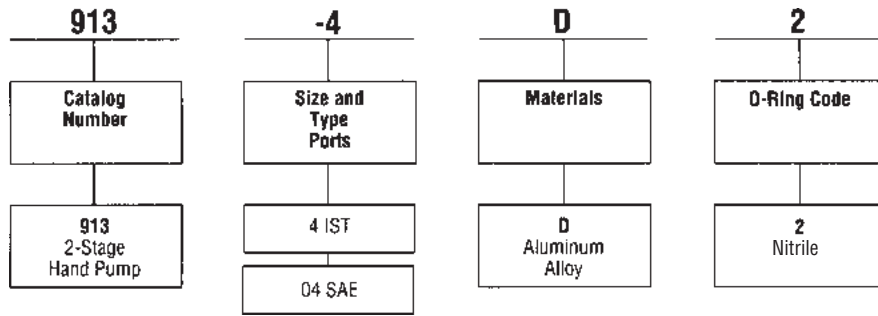 913 -4 D 2
Catalog
Number
Size and
Type
Ports
Materials
O-Ring Code
913
2-Stage
Hand Pump
4 IST
04 SAE
D
Aluminum
Alloy
2
Nitrile